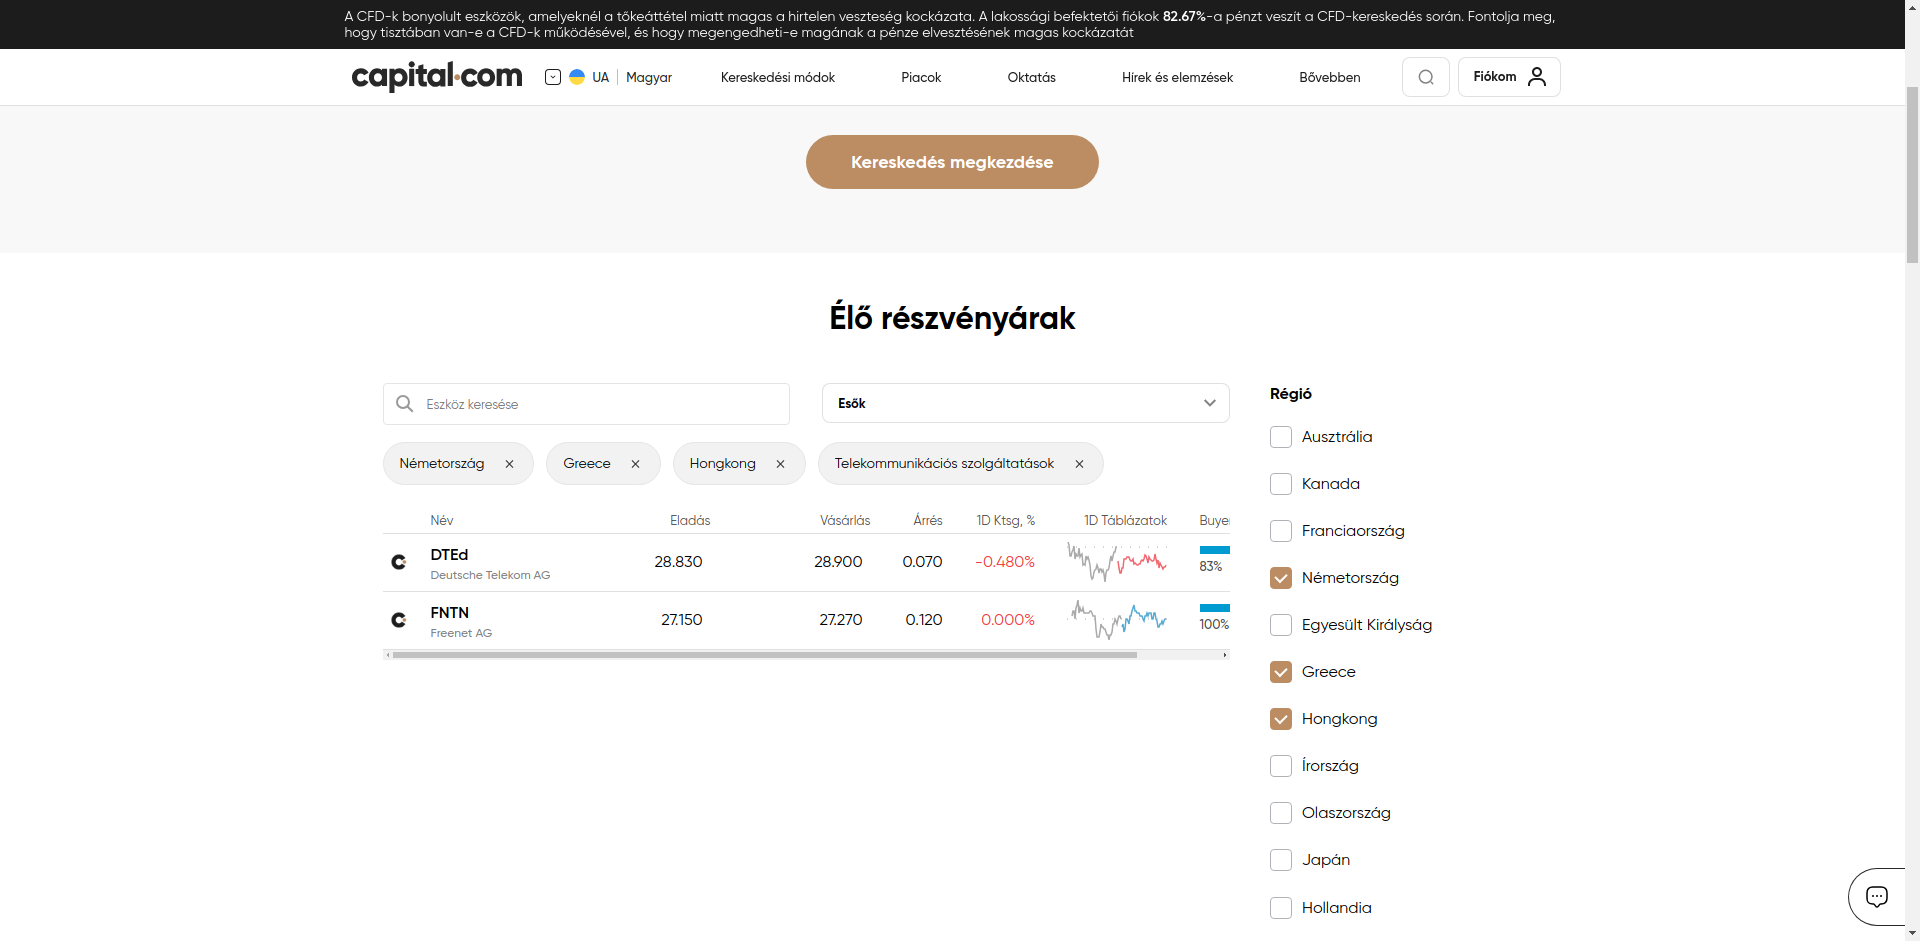 A CFD-k bonyolult eszközök, amelyeknél a tőkeáttétel miatt magas a hirtelen veszteség kockázata. A lakossági befektetői fiókok 82.67%-a pénzt veszít a CFD-kereskedés során. Fontolja meg,
hogy tisztában van-e a CFD-k működésével, és hogy megengedheti-e magának a pénze elvesztésének magas kockázatát
capital.com
UA Magyar
Kereskedési módok
Piacok
Oktatás
Hírek és elemzések
Bővebben
Fiókom
Kereskedés megkezdése
Élő részvényárak
Eszköz keresése
Esők
Németország
Greece
Hongkong
Telekommunikációs szolgáltatások
Név Eladás Vásárlás Árrés 1D Ktsg, % 1D Táblázatok
DTEd 28.830 28.900 0.070 -0.480% 83%
Deutsche Telekom AG
FNTN 27.150 27.270 0.120 0.000% 100%
Freenet AG
Régió
Ausztrália
Kanada
Franciaország
Németország
Egyesült Királyság
Greece
Hongkong
Írország
Olaszország
Japán
Hollandia